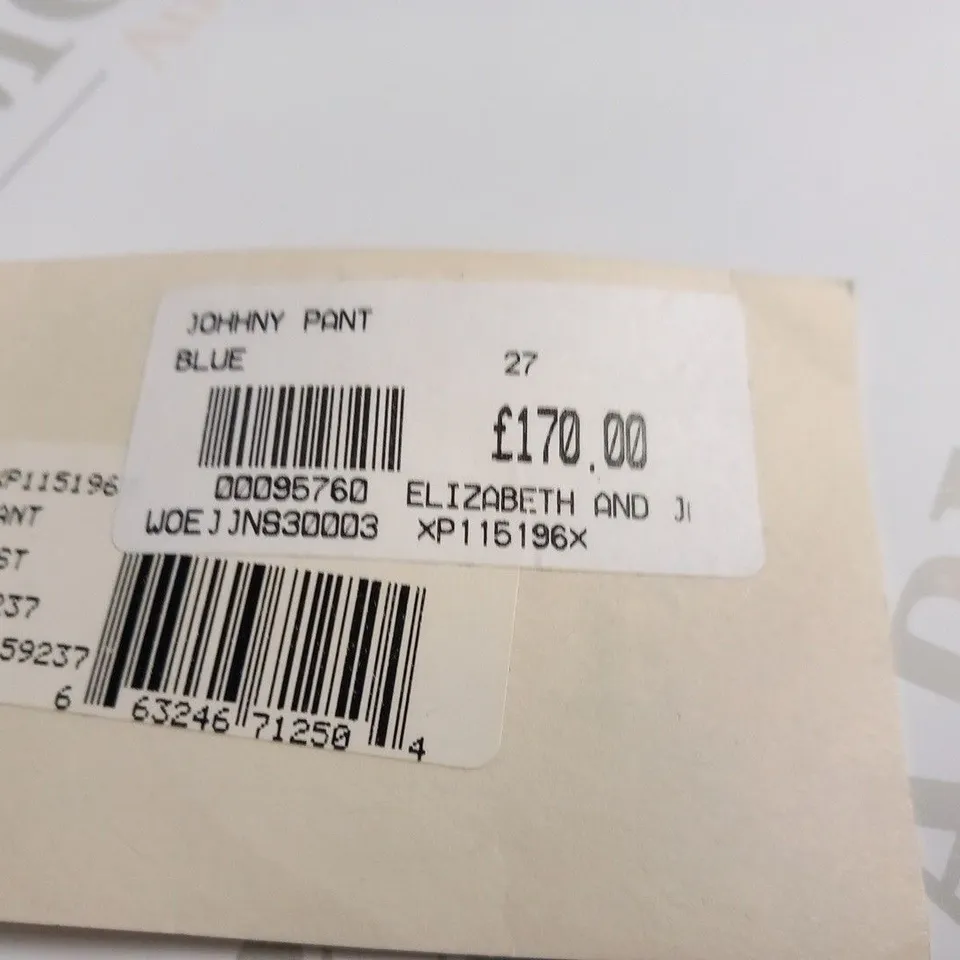 JOHHNY PANT
BLUE 27
£170.00
00095760 ELIZABETH AND
WOEJJNS30003 XP115196X
XP115196
ANT
ST
237
59237
6 63246 71250 4